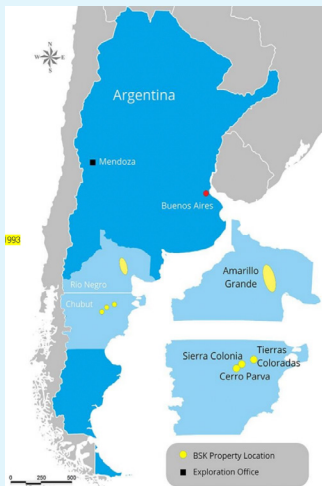 N
W
E
S
Argentina
Mendoza
Buenos Aires
1993
Río Negro
Chubut
Amarillo
Grande
Sierra Colonia
Tierras
Coloradas
Cerro Parva
BSK Property Location
Exploration Office
0
250
500